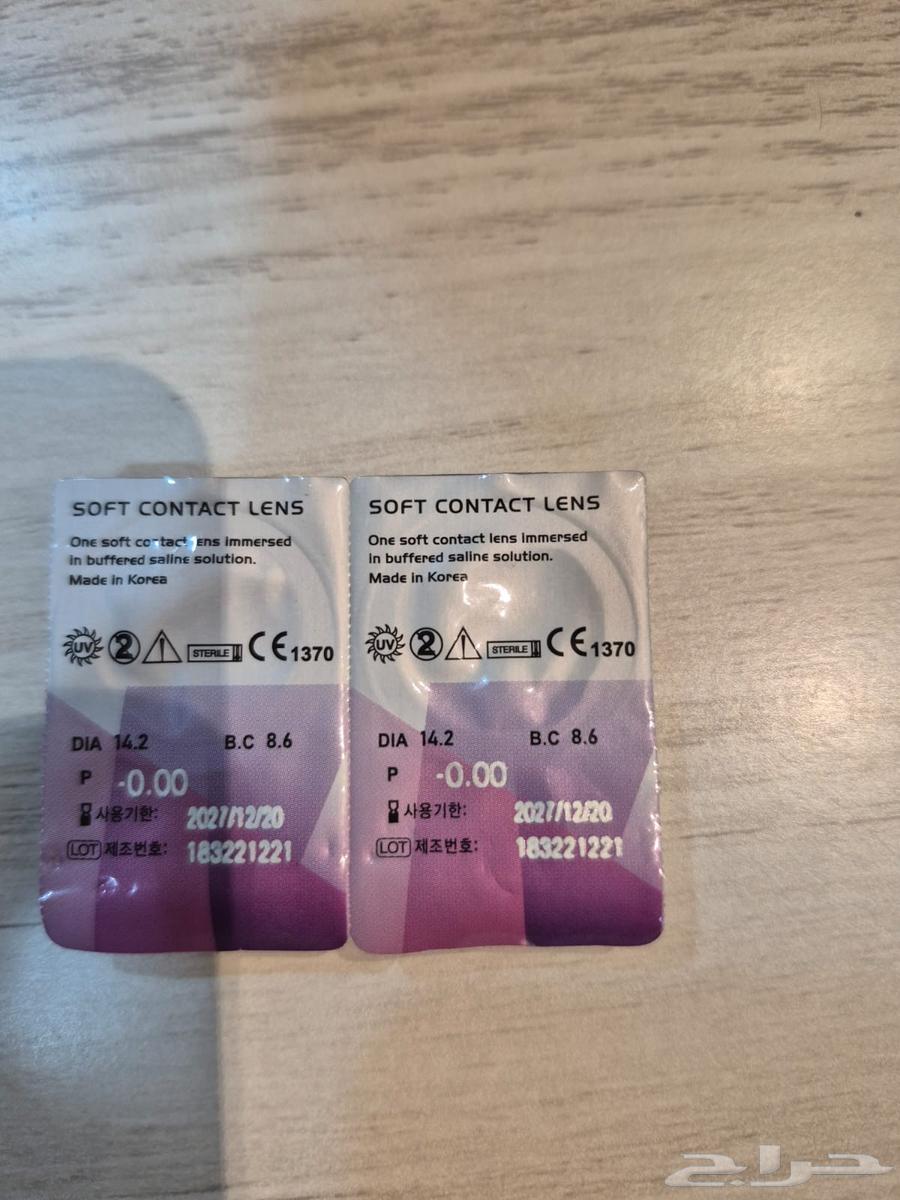 SOFT CONTACT LENS
One soft contact lens immersed
in buffered saline solution.
Made in Korea
UV 2 STERILE CE 1370
DIA 14.2 B.C 8.6
P -0.00
사용기한: 2027/12/20
LOT 제조번호: 183221221
SOFT CONTACT LENS
One soft contact lens immersed
in buffered saline solution.
Made in Korea
UV 2 STERILE CE 1370
DIA 14.2 B.C 8.6
P -0.00
사용기한: 2027/12/20
LOT 제조번호: 183221221
حراج